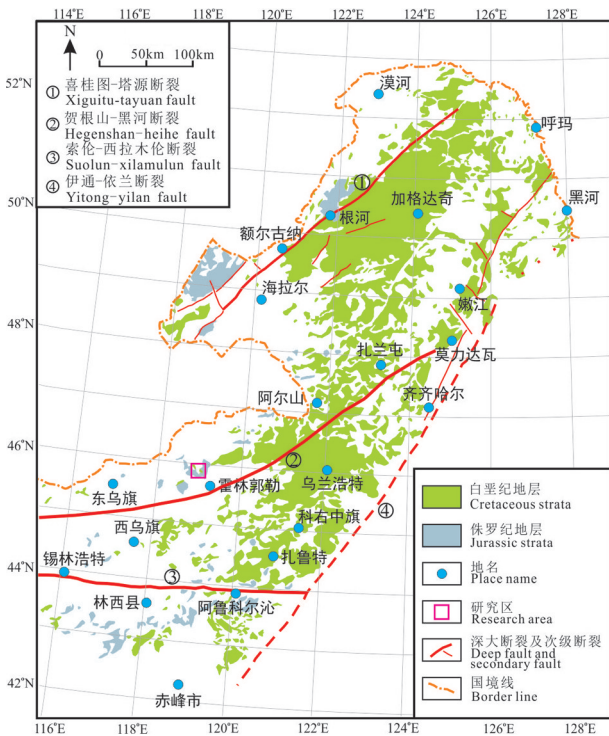 118°E 120°E 122°E 124°E 126°E
N
0 50km 100km
① 喜桂图-塔源断裂
Xiguitu-tayuan fault
② 贺根山-黑河断裂
Hegenshan-heihe fault
③ 索伦-西拉木伦断裂
Suolun-xilamulun fault
④ 伊通-依兰断裂
Yitong-yilan fault
52°N
漠河
呼玛
①
50°N
加格达奇
黑河
根河
额尔古纳
海拉尔
嫩江
48°N
扎兰屯
莫力达瓦
阿尔山
齐齐哈尔
46°N
②
东乌旗
霍林郭勒
乌兰浩特
④
科右中旗
西乌旗
锡林浩特
扎鲁特
44°N
③
林西县
阿鲁科尔沁
42°N
赤峰市
白垩纪地层
Cretaceous strata
侏罗纪地层
Jurassic strata
地名
Place name
研究区
Research area
深大断裂及次级断裂
Deep fault and
secondary fault
国境线
Border line
116°E 118°E 120°E 122°E 124°E 126°E 128°E